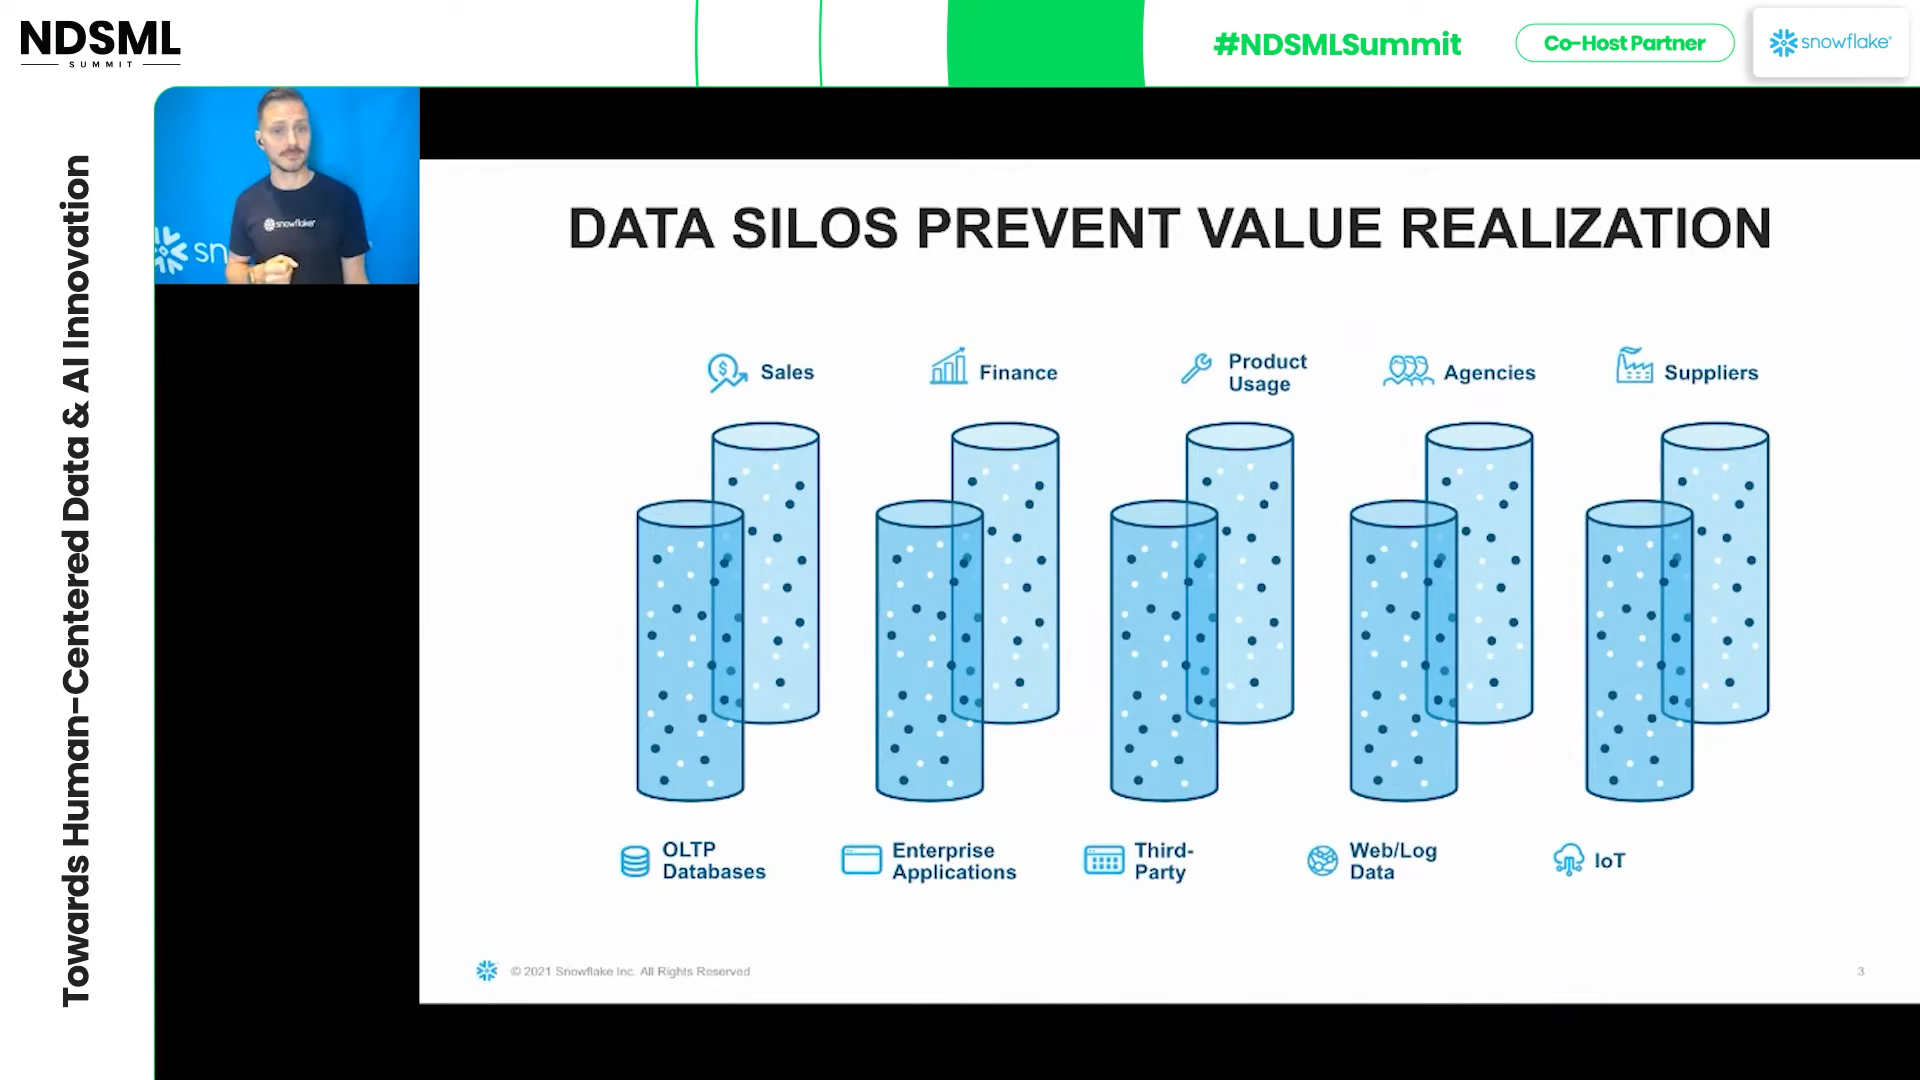 NDSML
SUMMIT
#NDSMLSummit
Co-Host Partner
snowflake®
Towards Human-Centered Data & AI Innovation
snowflake
sn
DATA SILOS PREVENT VALUE REALIZATION
Sales
Finance
Product
Usage
Agencies
Suppliers
OLTP
Databases
Enterprise
Applications
Third-
Party
Web/Log
Data
IoT
© 2021 Snowflake Inc. All Rights Reserved
3